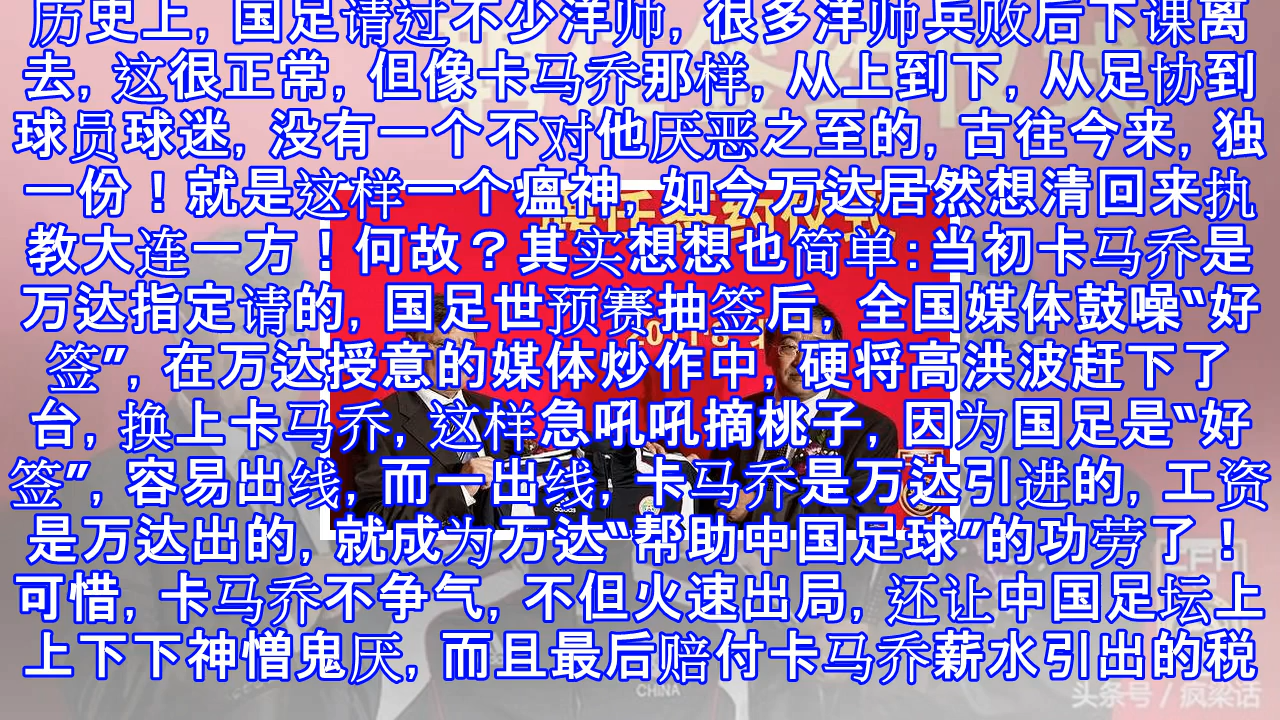 历史上, 国足请过不少洋帅, 很多洋帅兵败后下课离
去, 这很正常, 但像卡马乔那样, 从上到下, 从足协到
球员球迷, 没有一个不对他厌恶之至的, 古往今来, 独
一份！就是这样一个瘟神, 如今万达居然想清回来执
教大连一方！何故？其实想想也简单:当初卡马乔是
万达指定请的, 国足世预赛抽签后, 全国媒体鼓噪“好
签”, 在万达授意的媒体炒作中, 硬将高洪波赶下了
台, 换上卡马乔, 这样急吼吼摘桃子, 因为国足是“好
签”, 容易出线, 而一出线, 卡马乔是万达引进的, 工资
是万达出的, 就成为万达“帮助中国足球”的功劳了！
可惜, 卡马乔不争气, 不但火速出局, 还让中国足坛上
上下下神憎鬼厌, 而且最后赔付卡马乔薪水引出的税
adidas
CHINA
头条号 / 疯梁话